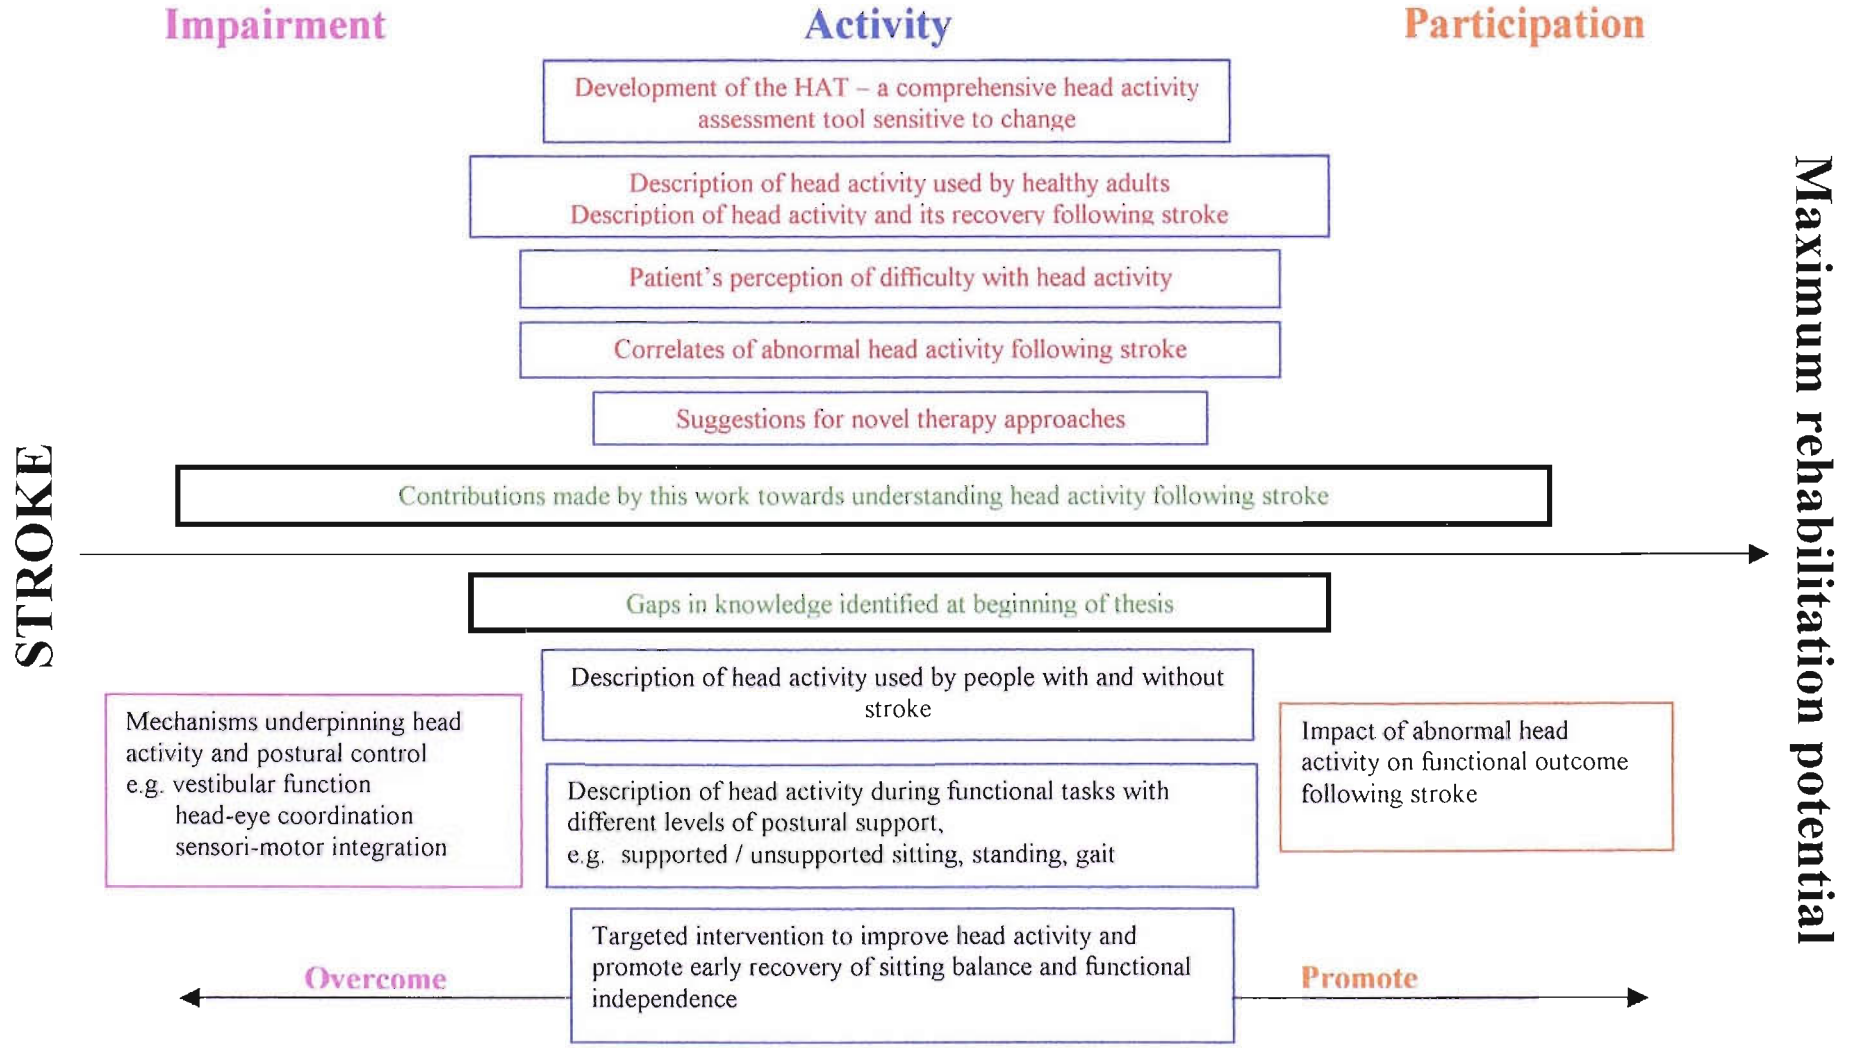 Impairment
Activity
Participation
Development of the HAT – a comprehensive head activity
assessment tool sensitive to change
Description of head activity used by healthy adults
Description of head activity and its recovery following stroke
Patient's perception of difficulty with head activity
Correlates of abnormal head activity following stroke
Suggestions for novel therapy approaches
Contributions made by this work towards understanding head activity following stroke
STROKE
Maximum rehabilitation potential
Gaps in knowledge identified at beginning of thesis
Description of head activity used by people with and without
stroke
Mechanisms underpinning head
activity and postural control
e.g. vestibular function
head-eye coordination
sensori-motor integration
Description of head activity during functional tasks with
different levels of postural support,
e.g. supported / unsupported sitting, standing, gait
Impact of abnormal head
activity on functional outcome
following stroke
Overcome
Targeted intervention to improve head activity and
promote early recovery of sitting balance and functional
independence
Promote